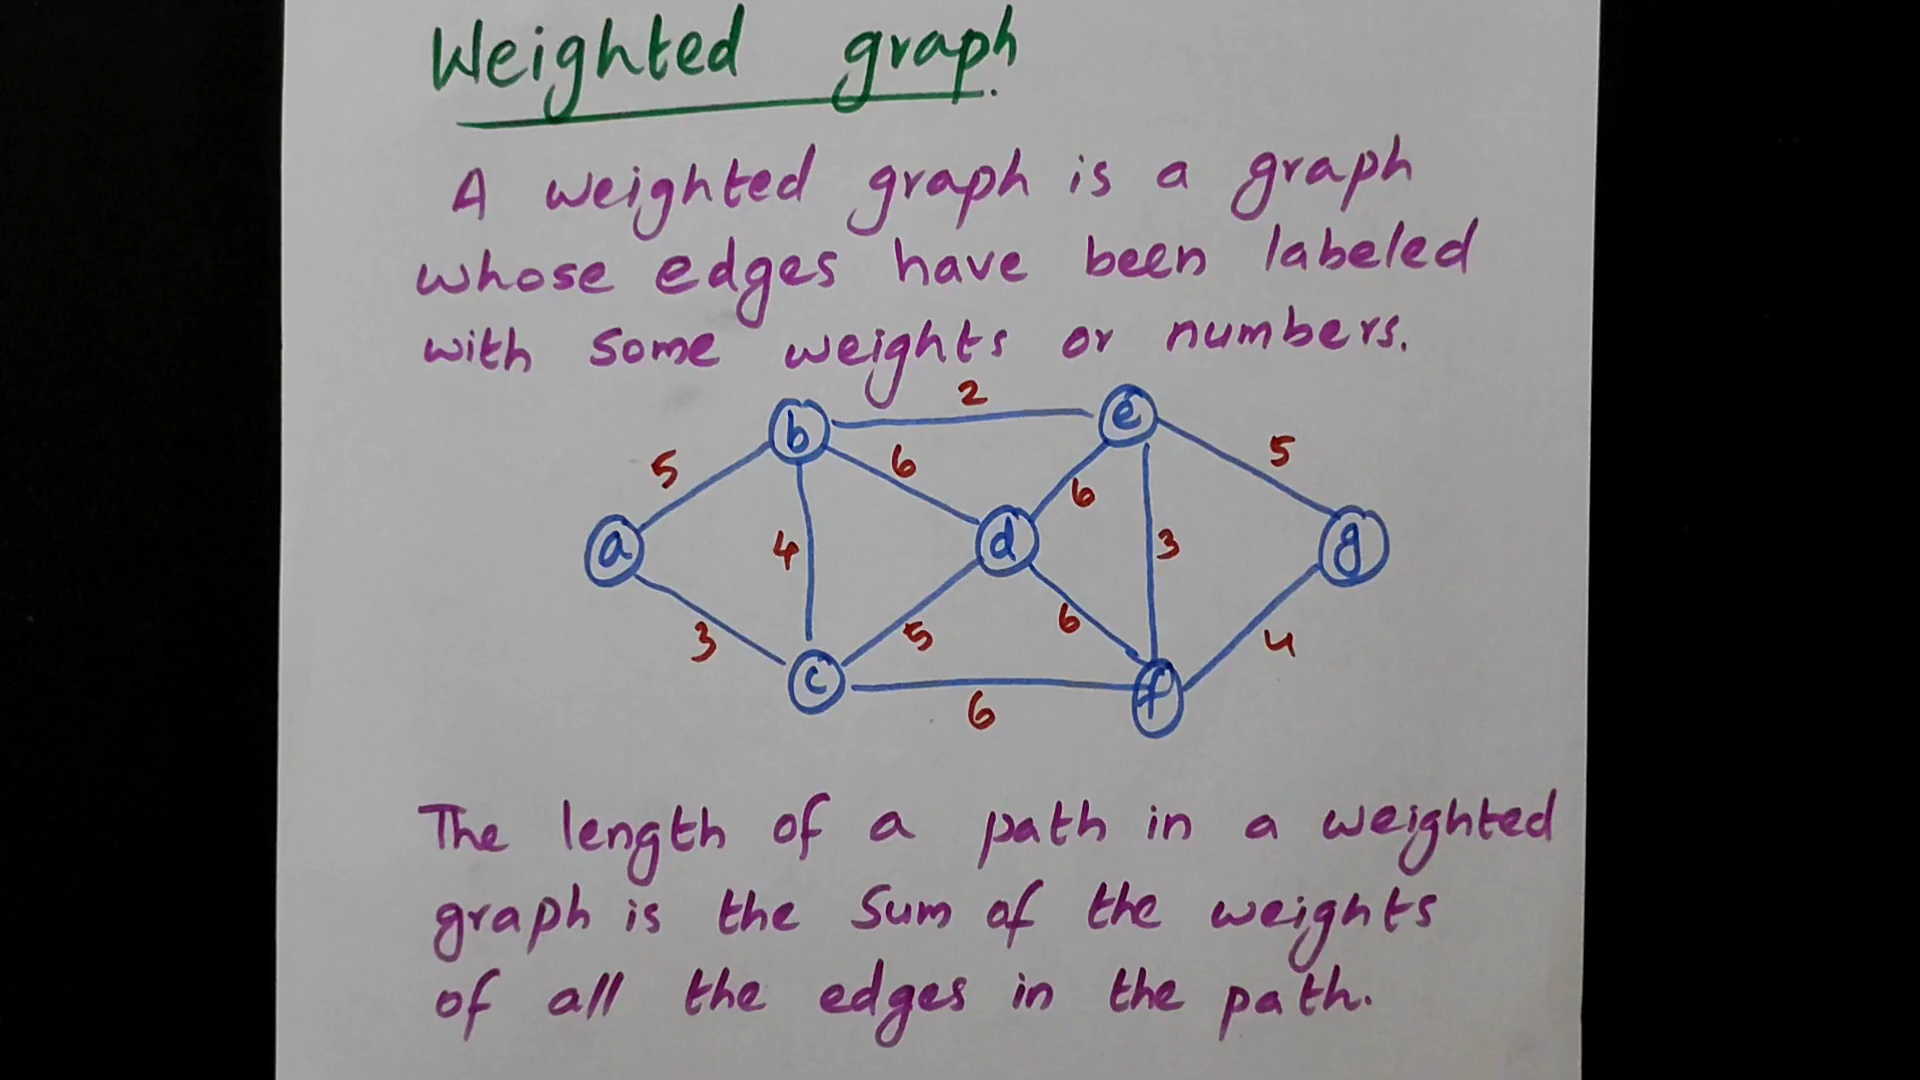 Weighted graph.
A weighted graph is a graph
whose edges have been labeled
with some weights or numbers.
2
b e
5 6 5
6
a 4 d 3 g
3 5 6 4
c f
6
The length of a path in a weighted
graph is the sum of the weights
of all the edges in the path.